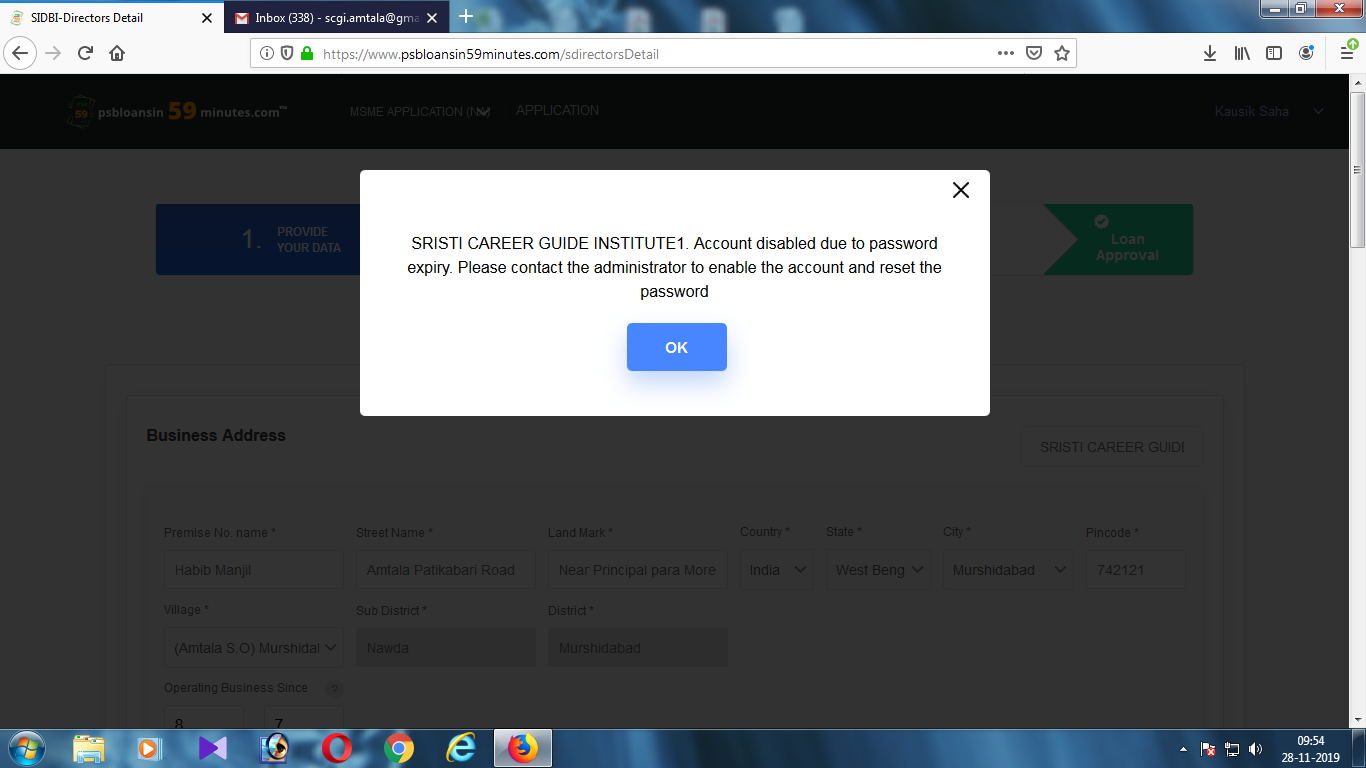 SIDBI-Directors Detail
Inbox (338) - scgi.amtala@gma
https://www.psbloansin59minutes.com/sdirectorsDetail
psbloansin 59 minutes.com™
MSME APPLICATION (NM)
APPLICATION
Kausik Saha
1. PROVIDE
YOUR DATA
Loan
Approval
SRISTI CAREER GUIDE INSTITUTE1. Account disabled due to password
expiry. Please contact the administrator to enable the account and reset the
password
OK
Business Address
SRISTI CAREER GUIDE
Premise No. name * Street Name * Land Mark * Country * State * City * Pincode *
Habib Manjil Amtala Patikabari Road Near Principal para More India West Beng Murshidabad 742121
Village * Sub District * District *
(Amtala S.O) Murshidal Nawda Murshidabad
Operating Business Since ?
8 7
09:54
28-11-2019